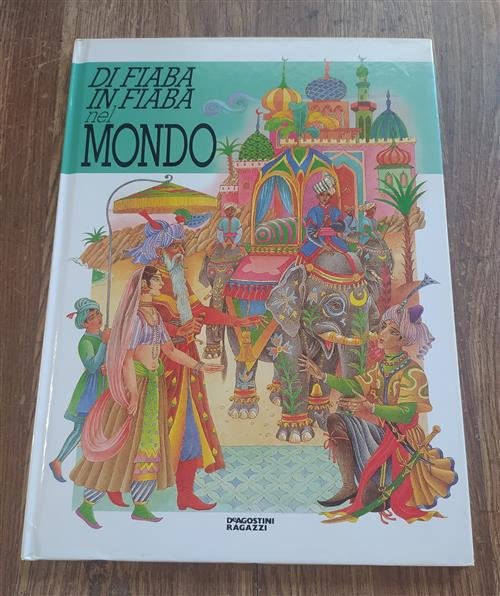 DI FIABA
IN FIABA
nel
MONDO
DEAGOSTINI
RAGAZZI